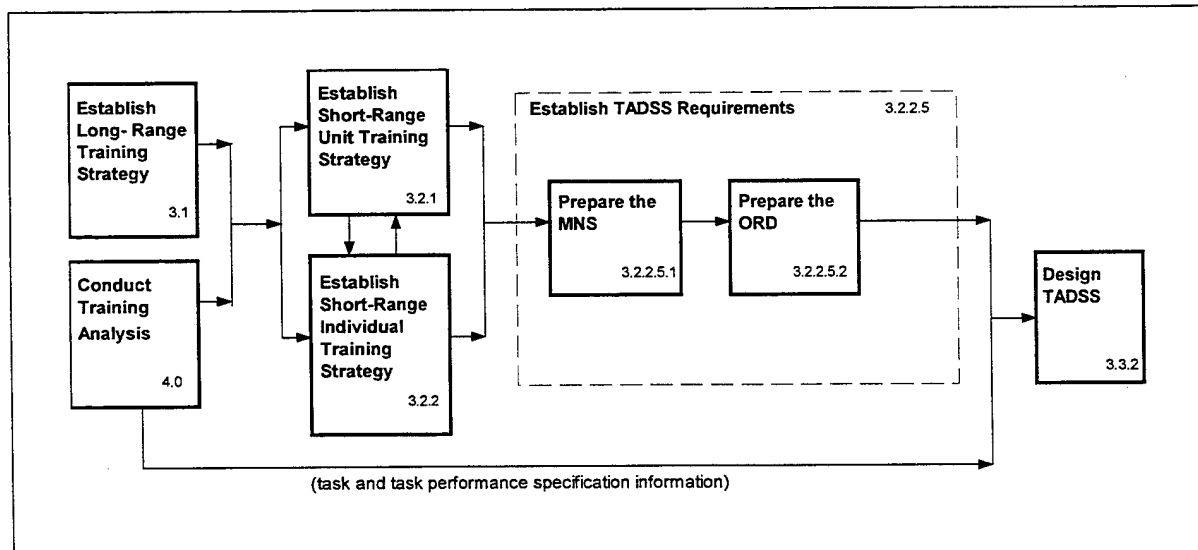 Establish
Long- Range
Training
Strategy
3.1
Conduct
Training
Analysis
4.0
Establish
Short-Range
Unit Training
Strategy
3.2.1
Establish
Short-Range
Individual
Training
Strategy
3.2.2
Establish TADSS Requirements 3.2.2.5
Prepare the
MNS
3.2.2.5.1
Prepare the
ORD
3.2.2.5.2
Design
TADSS
3.3.2
(task and task performance specification information)